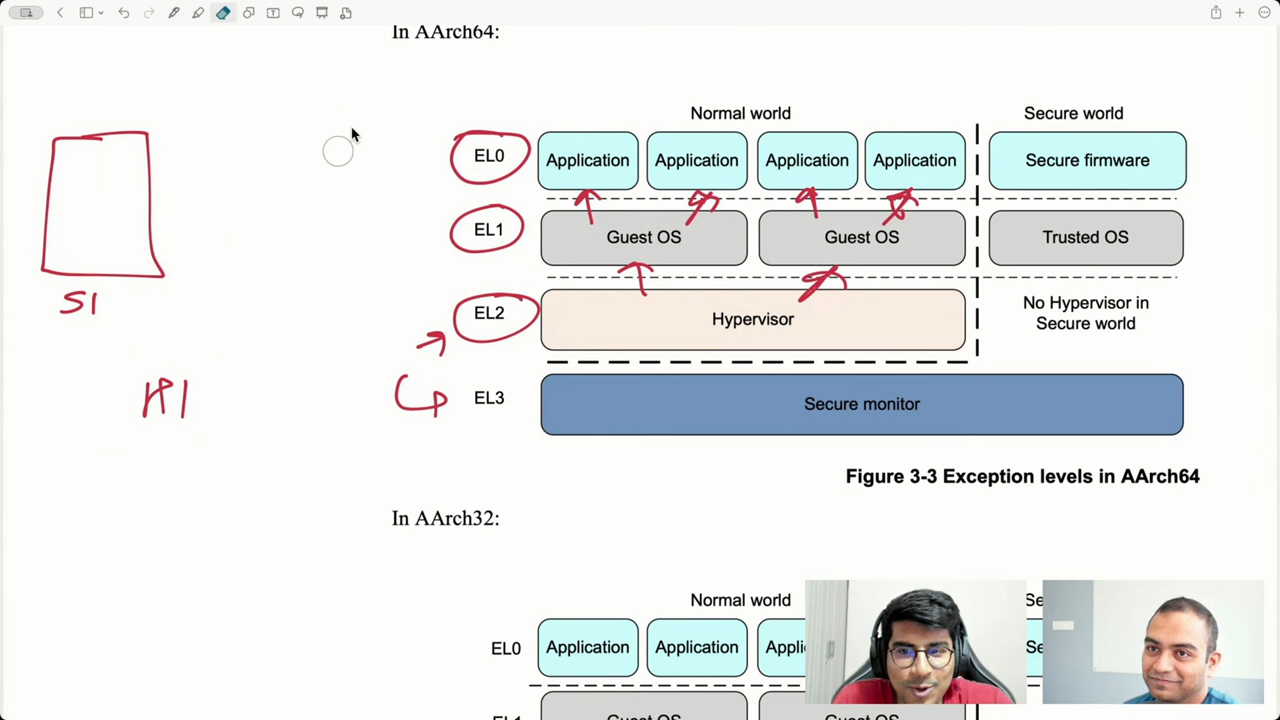 In AArch64:
Normal world Secure world
EL0 Application Application Application Application Secure firmware
EL1 Guest OS Guest OS Trusted OS
EL2 Hypervisor No Hypervisor in
Secure world
EL3 Secure monitor
S1
Figure 3-3 Exception levels in AArch64
In AArch32:
Normal world
EL0 Application Application